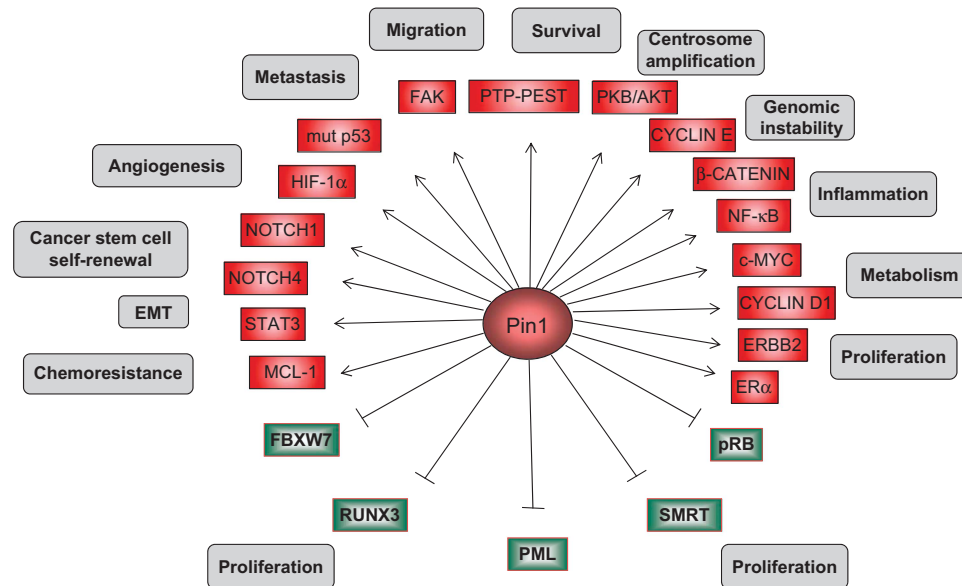 Migration
Survival
Centrosome
amplification
Metastasis
FAK
PTP-PEST
PKB/AKT
Genomic
instability
mut p53
CYCLIN E
Angiogenesis
HIF-1α
β-CATENIN
Inflammation
NOTCH1
NF-κB
Cancer stem cell
self-renewal
NOTCH4
c-MYC
Metabolism
EMT
STAT3
Pin1
CYCLIN D1
Chemoresistance
MCL-1
ERBB2
Proliferation
ERα
FBXW7
pRB
RUNX3
SMRT
PML
Proliferation
Proliferation